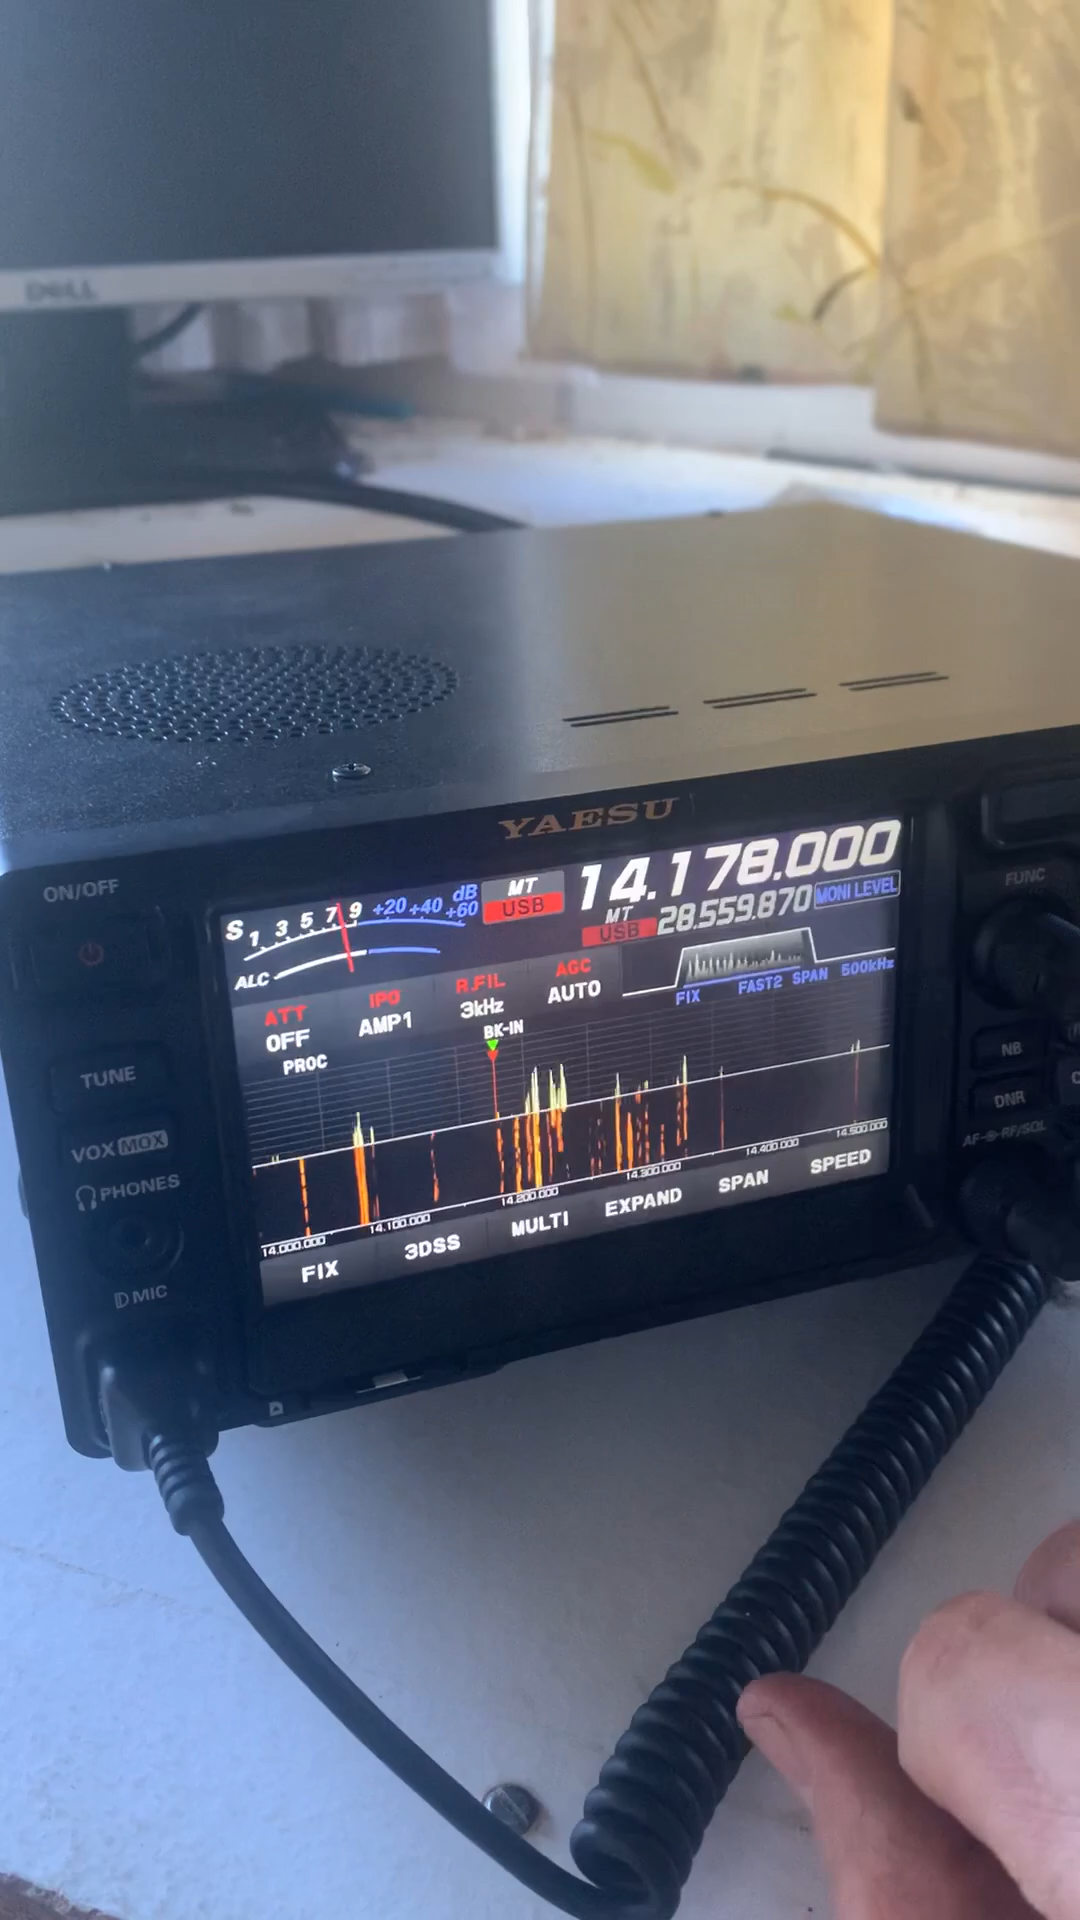 DELL
YAESU
ON/OFF
FUNC
S 1 3 5 7 9 +20 +40 +60 dB
ALC
MT
USB
14.178.000
MT
USB
28.559.870
MONI LEVEL
ATT
OFF
IPO
AMP1
R.FIL
3kHz
AGC
AUTO
FIX FAST2 SPAN 500kHz
PROC
BK-IN
TUNE
VOX MOX
PHONES
MIC
NB
DNR
AF-RF/SQL
14.000.000 14.100.000 14.200.000 14.300.000 14.400.000 14.500.000
FIX 3DSS MULTI EXPAND SPAN SPEED